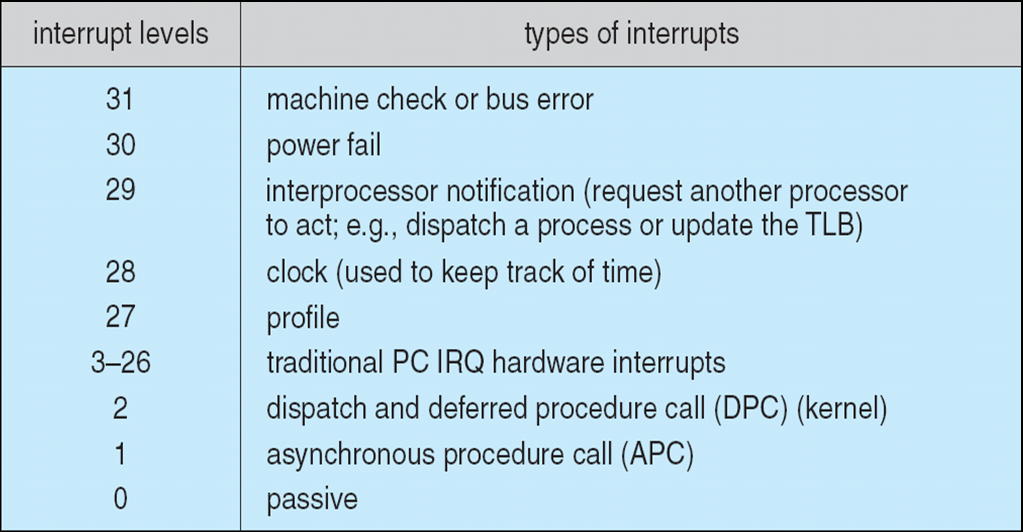 interrupt levels types of interrupts
31 machine check or bus error
30 power fail
29 interprocessor notification (request another processor
to act; e.g., dispatch a process or update the TLB)
28 clock (used to keep track of time)
27 profile
3–26 traditional PC IRQ hardware interrupts
2 dispatch and deferred procedure call (DPC) (kernel)
1 asynchronous procedure call (APC)
0 passive